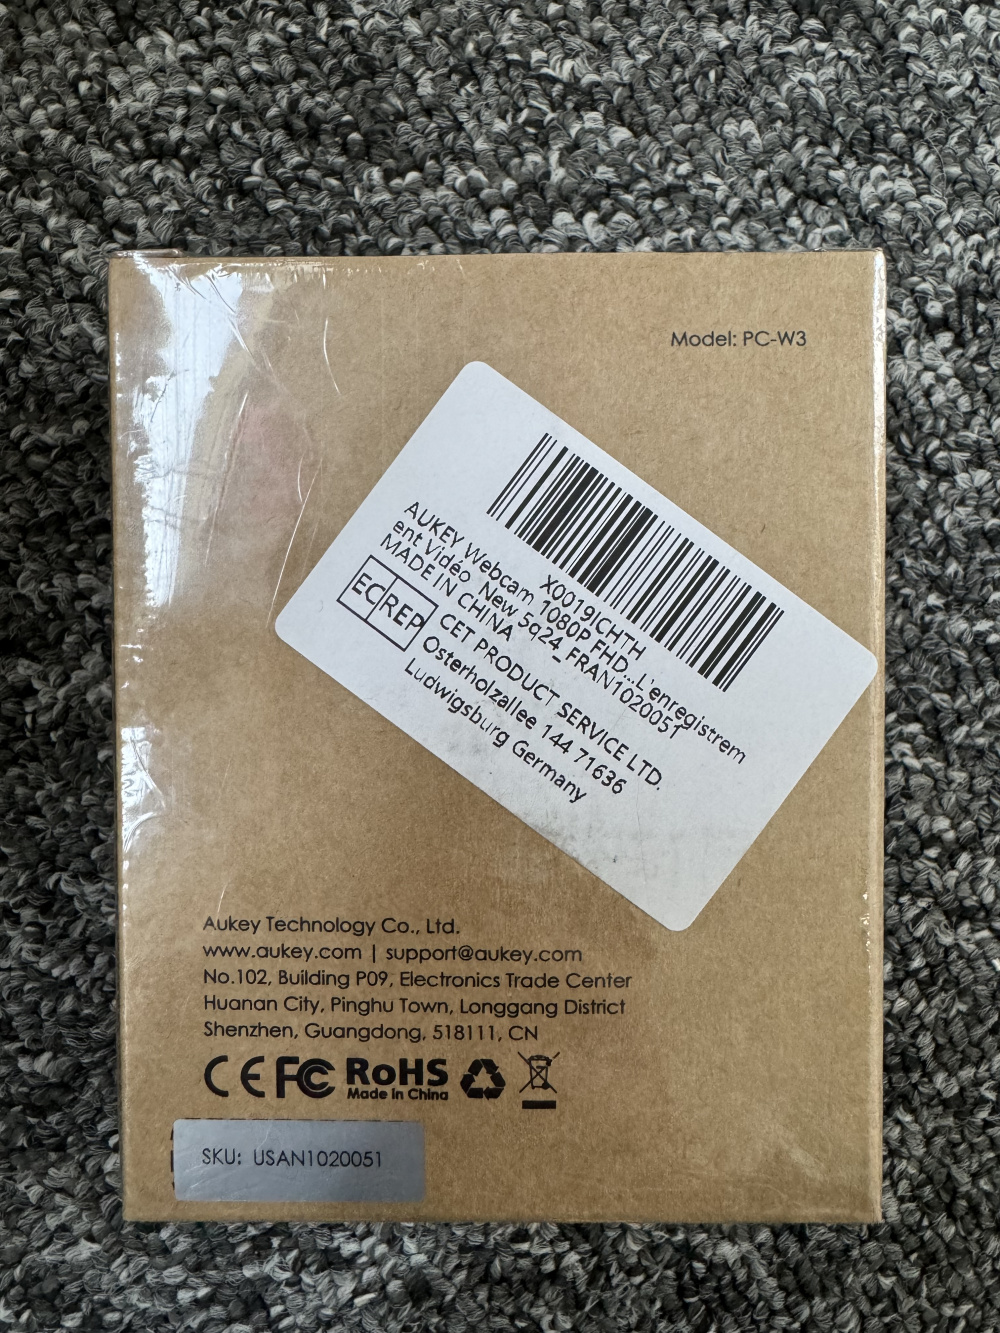 Model: PC-W3
X0019ICHTH
AUKEY Webcam 1080P FHD...L'enregistrem
ent Vidéo New 5q24_FRAN1020051
MADE IN CHINA
EC REP
CET PRODUCT SERVICE LTD.
Osterholzallee 144 71636
Ludwigsburg Germany
Aukey Technology Co., Ltd.
www.aukey.com | support@aukey.com
No.102, Building P09, Electronics Trade Center
Huanan City, Pinghu Town, Longgang District
Shenzhen, Guangdong, 518111, CN
CE FC RoHS
Made in China
SKU: USAN1020051